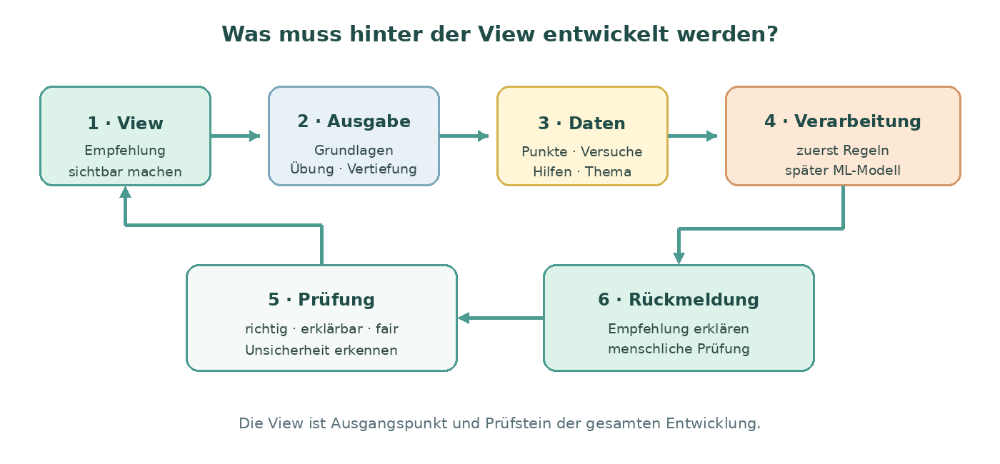 Was muss hinter der View entwickelt werden?
1 · View
Empfehlung
sichtbar machen
2 · Ausgabe
Grundlagen
Übung · Vertiefung
3 · Daten
Punkte · Versuche
Hilfen · Thema
4 · Verarbeitung
zuerst Regeln
später ML-Modell
5 · Prüfung
richtig · erklärbar · fair
Unsicherheit erkennen
6 · Rückmeldung
Empfehlung erklären
menschliche Prüfung
Die View ist Ausgangspunkt und Prüfstein der gesamten Entwicklung.